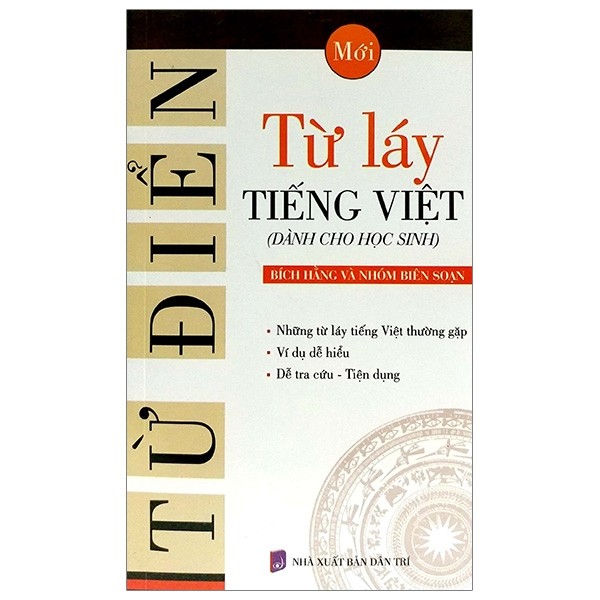 TỪ ĐIỂN
Mới
Từ láy
TIẾNG VIỆT
(DÀNH CHO HỌC SINH)
BÍCH HẰNG VÀ NHÓM BIÊN SOẠN
• Những từ láy tiếng Việt thường gặp
• Ví dụ dễ hiểu
• Dễ tra cứu - Tiện dụng
NHÀ XUẤT BẢN DÂN TRÍ